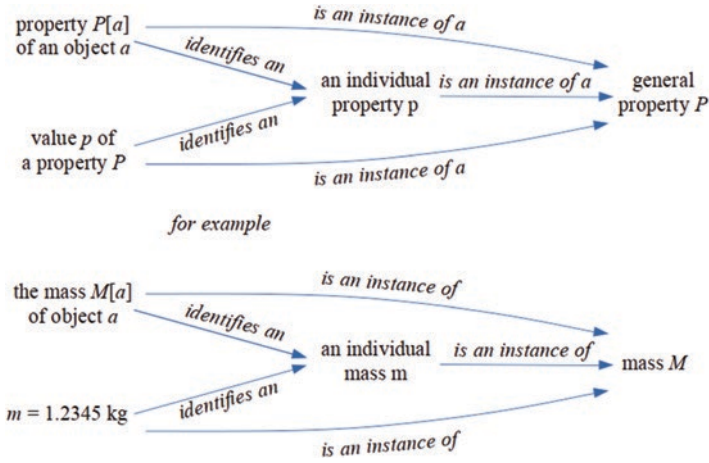 property P[a]
of an object a
is an instance of a
identifies an
an individual
property p
is an instance of a
general
property P
value p of
a property P
identifies an
is an instance of a
for example
the mass M[a]
of object a
is an instance of
identifies an
an individual
mass m
is an instance of
mass M
m = 1.2345 kg
identifies an
is an instance of